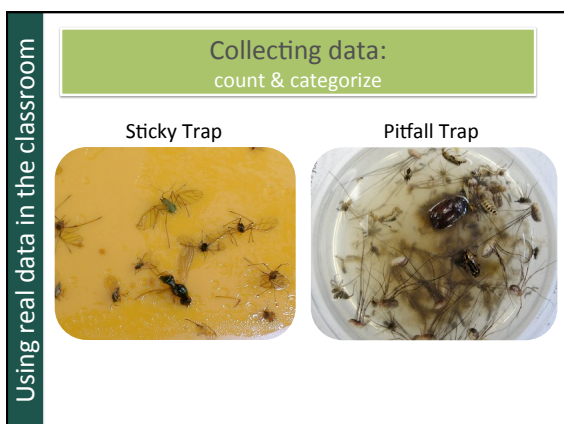 Using real data in the classroom
Collecting data:
count & categorize
Sticky Trap
Pitfall Trap